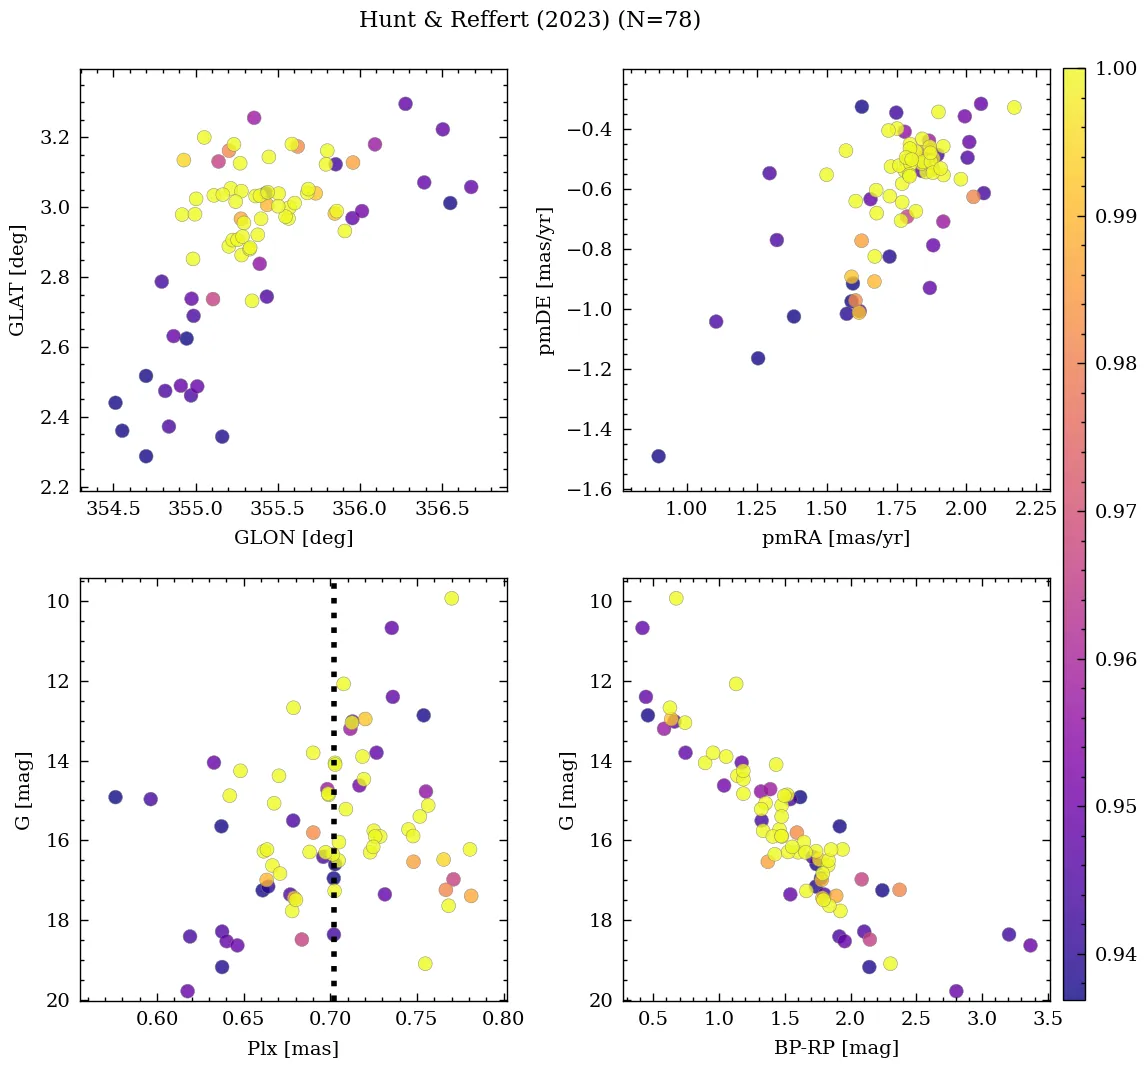 Hunt & Reffert (2023) (N=78)
3.2
3.0
2.8
2.6
2.4
2.2
GLAT [deg]
354.5 355.0 355.5 356.0 356.5
GLON [deg]
−0.4
−0.6
−0.8
−1.0
−1.2
−1.4
−1.6
pmDE [mas/yr]
1.00 1.25 1.50 1.75 2.00 2.25
pmRA [mas/yr]
10
12
14
16
18
20
G [mag]
0.60 0.65 0.70 0.75 0.80
Plx [mas]
10
12
14
16
18
20
G [mag]
0.5 1.0 1.5 2.0 2.5 3.0 3.5
BP-RP [mag]
1.00
0.99
0.98
0.97
0.96
0.95
0.94